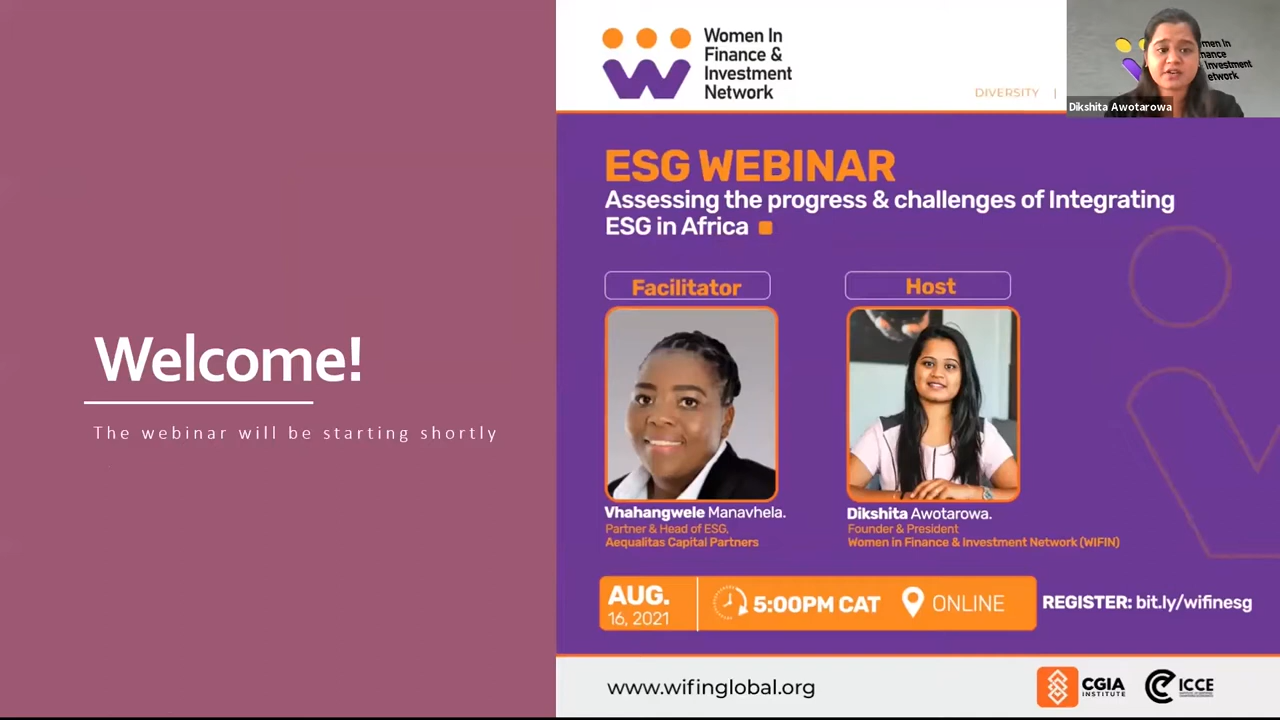 Welcome!
The webinar will be starting shortly
Women In
Finance &
Investment
Network
DIVERSITY |
Dikshita Awotarowa
ESG WEBINAR
Assessing the progress & challenges of Integrating
ESG in Africa
Facilitator
Host
Vhahangwele Manavhela.
Partner & Head of ESG.
Aequalitas Capital Partners
Dikshita Awotarowa.
Founder & President
Women in Finance & Investment Network (WIFIN)
AUG.
16, 2021
5:00PM CAT
ONLINE
REGISTER: bit.ly/wifinesg
www.wifinglobal.org
CGIA
INSTITUTE
ICCE